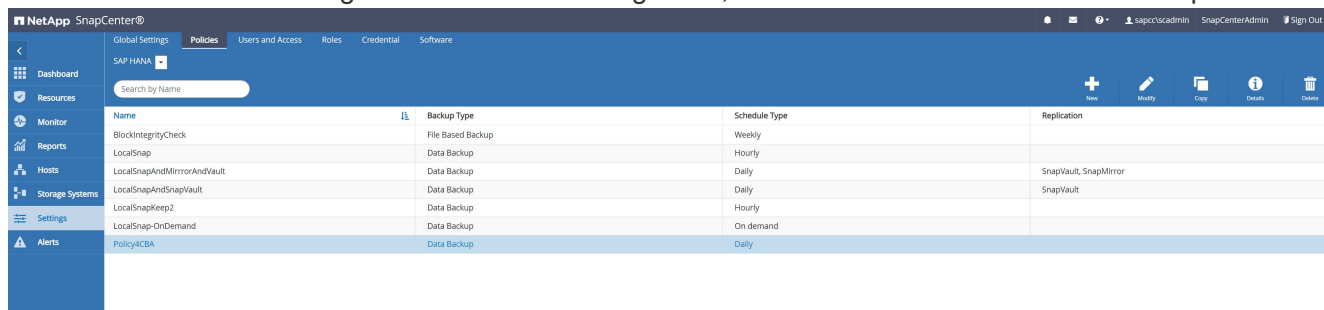 NetApp SnapCenter®
sapcc\scadmin SnapCenterAdmin Sign Out
Global Settings Policies Users and Access Roles Credential Software
SAP HANA
Search by Name
New Modify Copy Details Delete
Dashboard
Resources
Monitor
Reports
Hosts
Storage Systems
Settings
Alerts
Name Backup Type Schedule Type Replication
BlockIntegrityCheck File Based Backup Weekly
LocalSnap Data Backup Hourly
LocalSnapAndMirrrorAndVault Data Backup Daily SnapVault, SnapMirror
LocalSnapAndSnapVault Data Backup Daily SnapVault
LocalSnapKeep2 Data Backup Hourly
LocalSnap-OnDemand Data Backup On demand
Policy4CBA Data Backup Daily